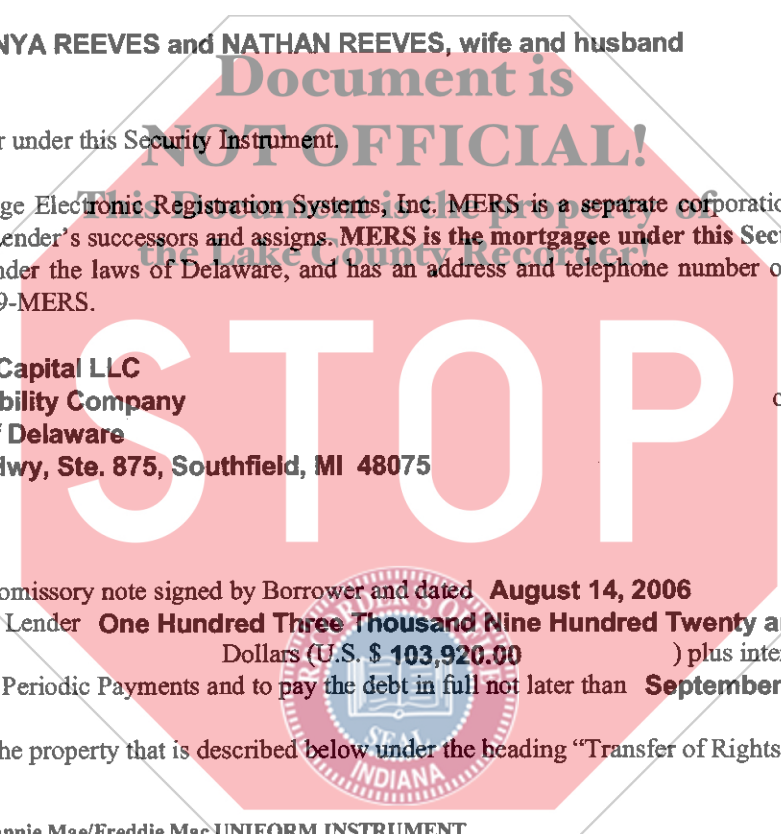 NYA REEVES and NATHAN REEVES, wife and husband
Document is
r under this Security Instrument.
NOT OFFICIAL!
ge Electronic Registration Systems, Inc. MERS is a separate corporatio
This Document is the property of
ender's successors and assigns. MERS is the mortgagee under this Sec
the Lake County Recorder!
nder the laws of Delaware, and has an address and telephone number o
9-MERS.
STOP
Capital LLC
bility Company
f Delaware
Hwy, Ste. 875, Southfield, MI 48075
omissory note signed by Borrower and dated August 14, 2006
Lender One Hundred Three Thousand Nine Hundred Twenty a
Dollars (U.S. $ 103,920.00 ) plus inte
Periodic Payments and to pay the debt in full not later than September
RECORDER'S OFFICE
SEAL
INDIANA
he property that is described below under the heading "Transfer of Rights
annie Mae/Freddie Mac UNIFORM INSTRUMENT